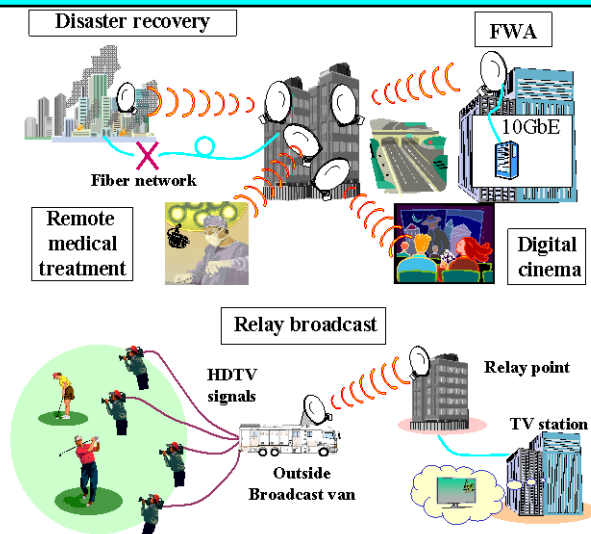 Disaster recovery
FWA
10GbE
Fiber network
Remote
medical
treatment
Digital
cinema
Relay broadcast
HDTV
signals
Relay point
TV station
Outside
Broadcast van